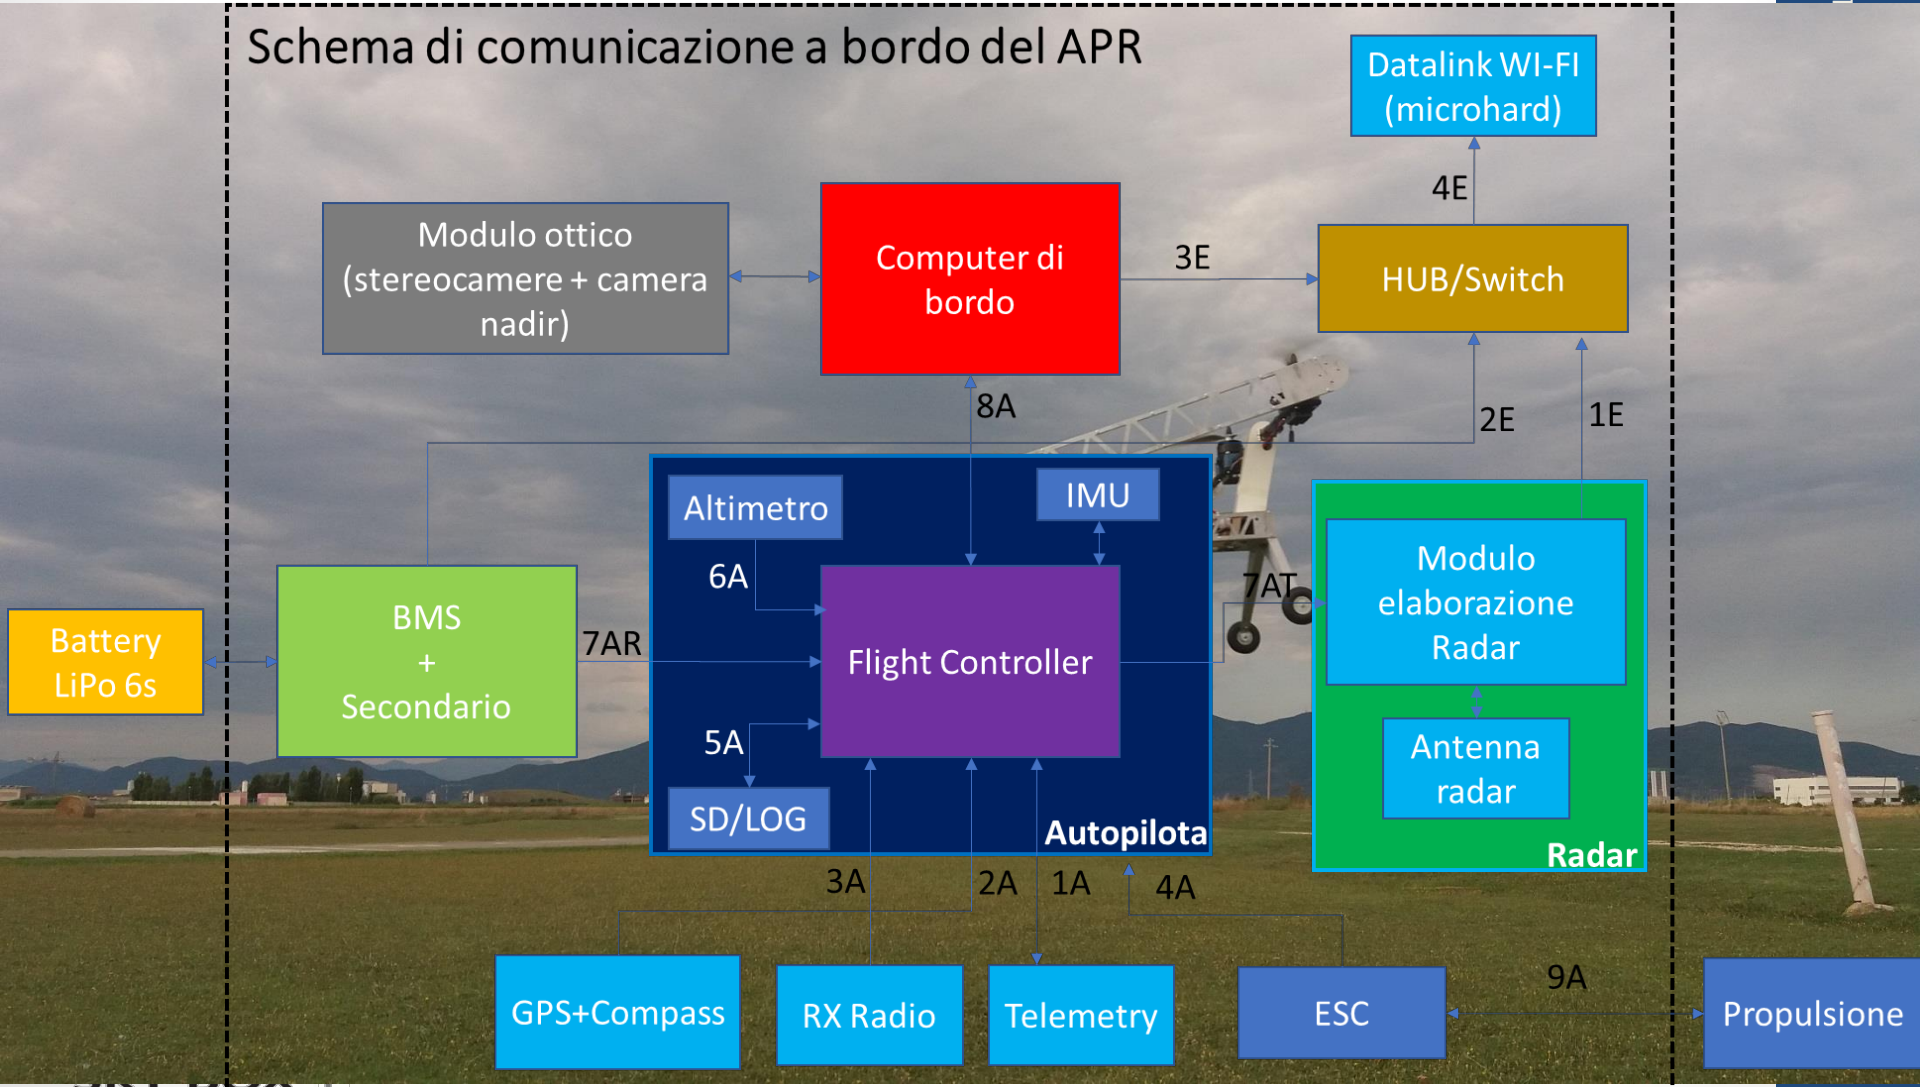 Schema di comunicazione a bordo del APR
Datalink WI-FI
(microhard)
4E
Modulo ottico
(stereocamere + camera
nadir)
Computer di
bordo
3E
HUB/Switch
8A
2E
1E
Altimetro
IMU
6A
7AT
Modulo
elaborazione
Radar
Battery
LiPo 6s
BMS
+
Secondario
7AR
Flight Controller
5A
SD/LOG
Autopilota
Antenna
radar
Radar
3A
2A
1A
4A
GPS+Compass
RX Radio
Telemetry
ESC
9A
Propulsione